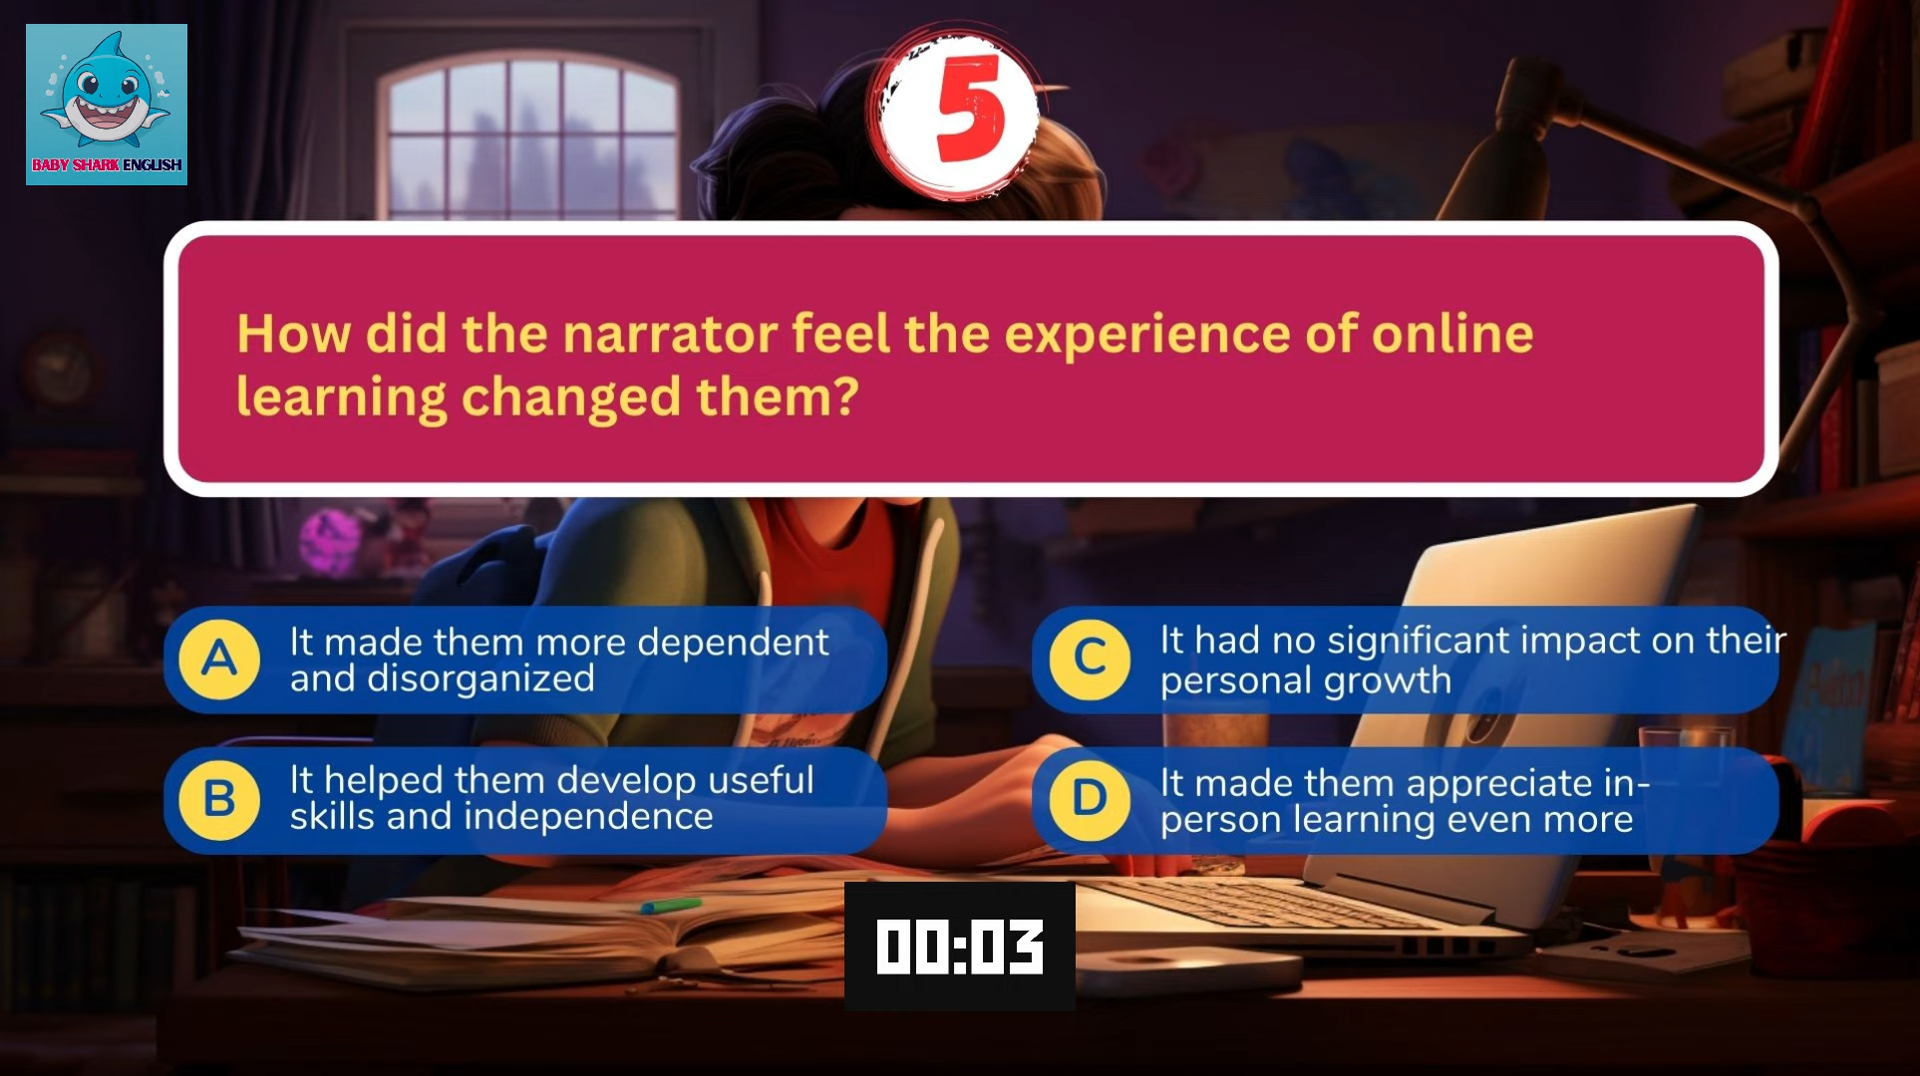 BABY SHARK ENGLISH
5
How did the narrator feel the experience of online
learning changed them?
A
It made them more dependent
and disorganized
B
It helped them develop useful
skills and independence
C
It had no significant impact on their
personal growth
D
It made them appreciate in-
person learning even more
00:03